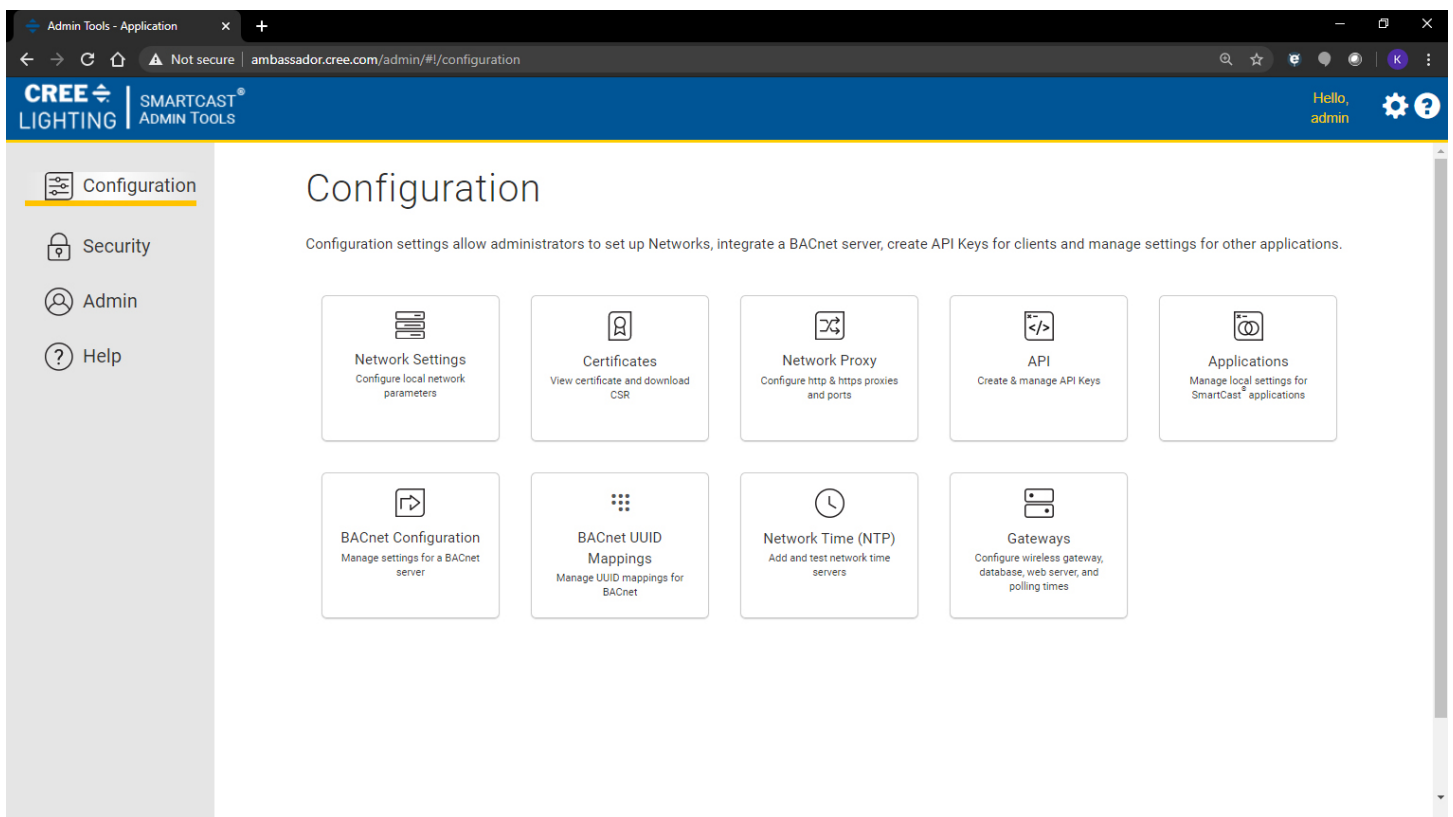 Admin Tools - Application
Not secure | ambassador.cree.com/admin/#!/configuration
K
CREE
LIGHTING
SMARTCAST®
ADMIN TOOLS
Hello,
admin
?
Configuration
Security
Admin
? Help
Configuration
Configuration settings allow administrators to set up Networks, integrate a BACnet server, create API Keys for clients and manage settings for other applications.
Network Settings
Configure local network
parameters
Certificates
View certificate and download
CSR
Network Proxy
Configure http & https proxies
and ports
</>
API
Create & manage API Keys
Applications
Manage local settings for
SmartCast® applications
BACnet Configuration
Manage settings for a BACnet
server
BACnet UUID
Mappings
Manage UUID mappings for
BACnet
Network Time (NTP)
Add and test network time
servers
Gateways
Configure wireless gateway,
database, web server, and
polling times